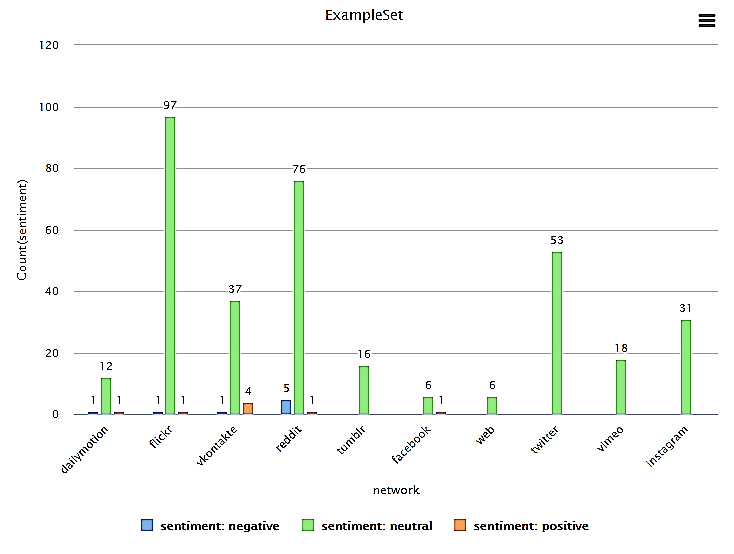 ExampleSet
120
100
80
60
40
20
0
Count(sentiment)
1 12 1
1 97 1
1 37 4
5 76 1
16
6 1
6
53
18
31
dailymotion
flickr
vkontakte
reddit
tumblr
facebook
web
twitter
vimeo
instagram
network
sentiment: negative sentiment: neutral sentiment: positive